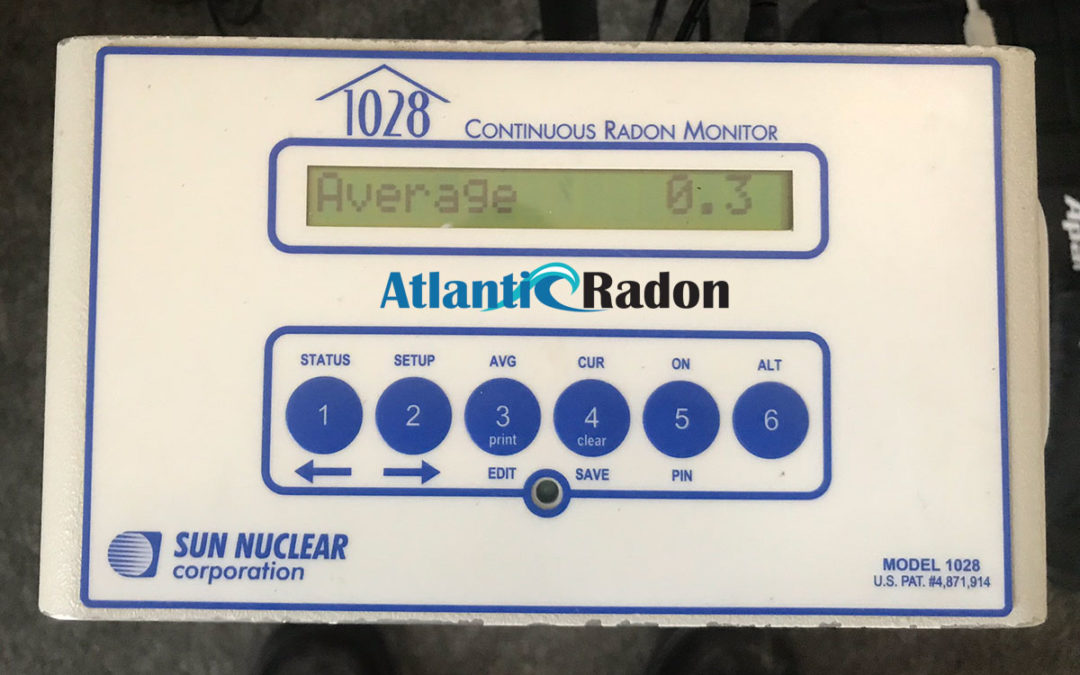 1028 CONTINUOUS RADON MONITOR
Average 0.3
Atlantic Radon
STATUS SETUP AVG CUR ON ALT
1 2 3 4 5 6
print clear
EDIT SAVE PIN
SUN NUCLEAR
corporation
MODEL 1028
U.S. PAT. #4,871,914